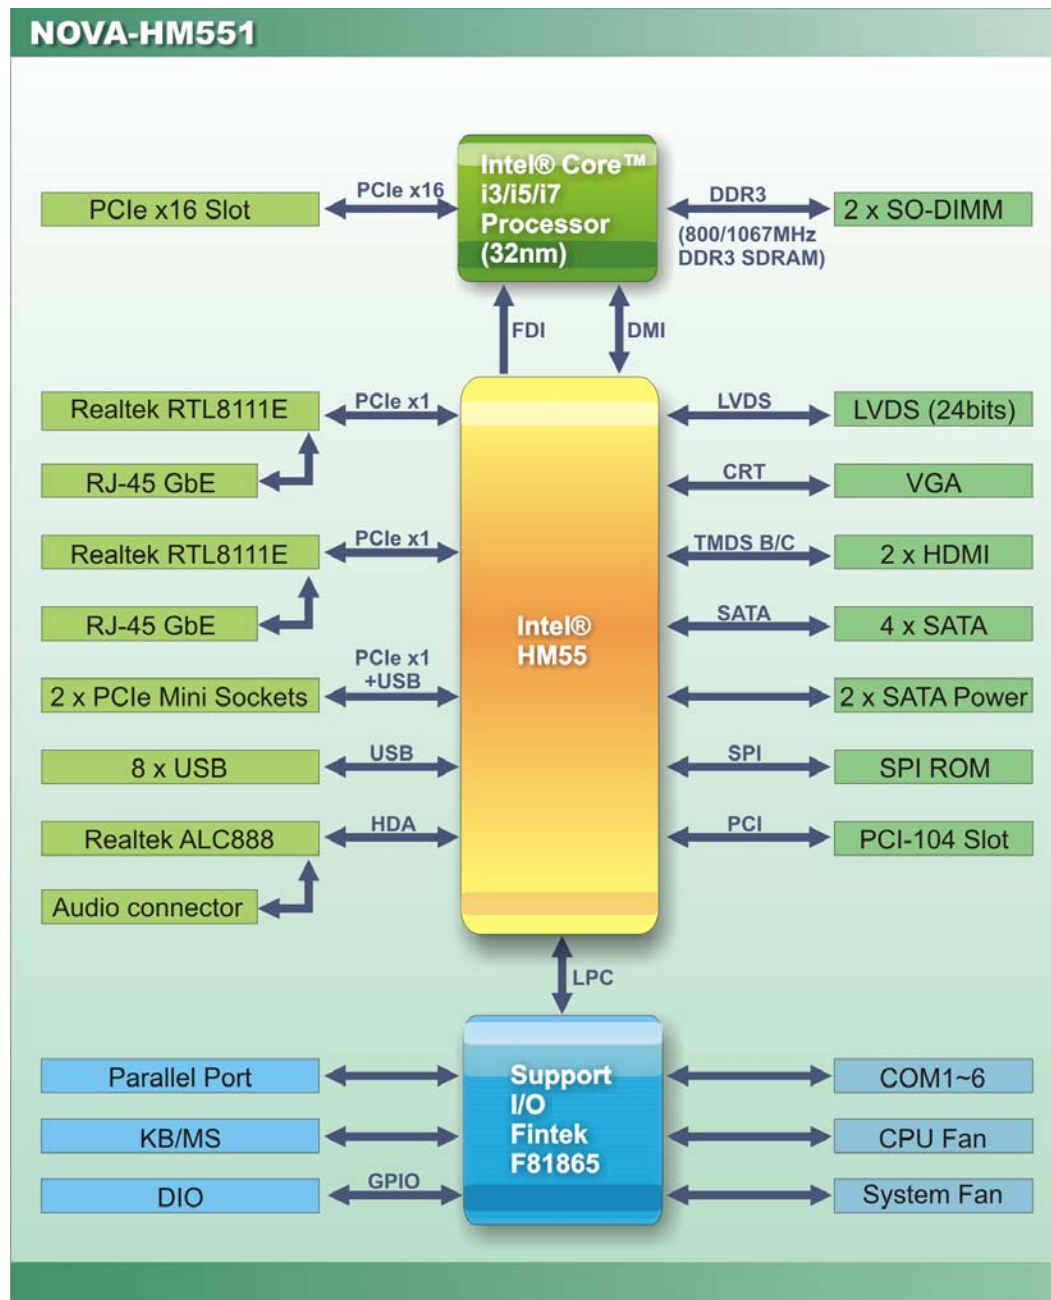 NOVA-HM551
Intel® Core™
i3/i5/i7
Processor
(32nm)
PCIe x16 Slot
PCIe x16
DDR3
(800/1067MHz
DDR3 SDRAM)
2 x SO-DIMM
FDI
DMI
Realtek RTL8111E
PCIe x1
LVDS
LVDS (24bits)
RJ-45 GbE
CRT
VGA
Realtek RTL8111E
PCIe x1
TMDS B/C
2 x HDMI
RJ-45 GbE
Intel®
HM55
SATA
4 x SATA
2 x PCIe Mini Sockets
PCIe x1
+USB
2 x SATA Power
8 x USB
USB
SPI
SPI ROM
Realtek ALC888
HDA
PCI
PCI-104 Slot
Audio connector
LPC
Parallel Port
Support
I/O
Fintek
F81865
COM1~6
KB/MS
CPU Fan
DIO
GPIO
System Fan